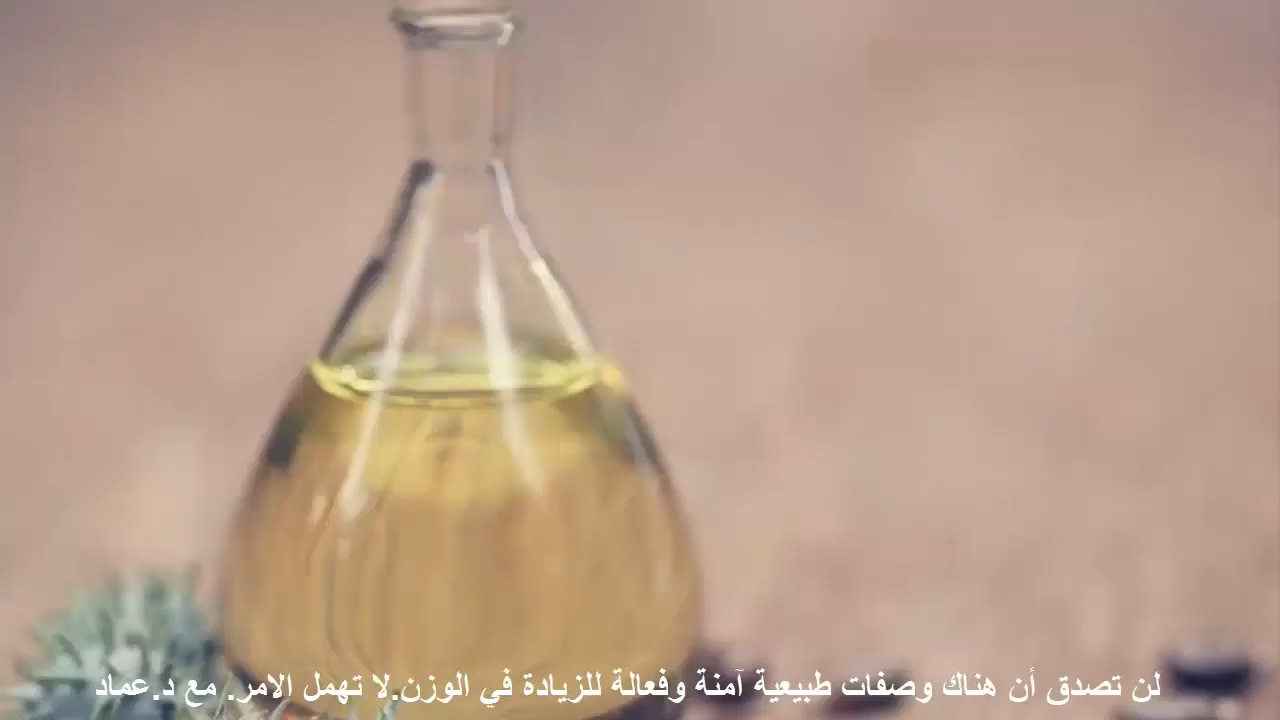 لن تصدق أن هناك وصفات طبيعية آمنة وفعالة للزيادة في الوزن.لا تهمل الامر. مع د.عماد